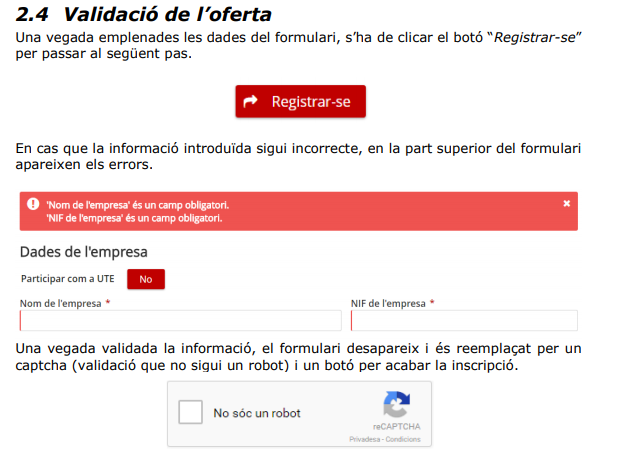 2.4 Validació de l’oferta
Una vegada emplenades les dades del formulari, s’ha de clicar el botó “Registrar-se”
per passar al següent pas.
Registrar-se
En cas que la informació introduïda sigui incorrecte, en la part superior del formulari
apareixen els errors.
'Nom de l'empresa' és un camp obligatori.
'NIF de l'empresa' és un camp obligatori.
Dades de l'empresa
Participar com a UTE No
Nom de l'empresa * NIF de l'empresa *
Una vegada validada la informació, el formulari desapareix i és reemplaçat per un
captcha (validació que no sigui un robot) i un botó per acabar la inscripció.
No sóc un robot
reCAPTCHA
Privadesa - Condicions